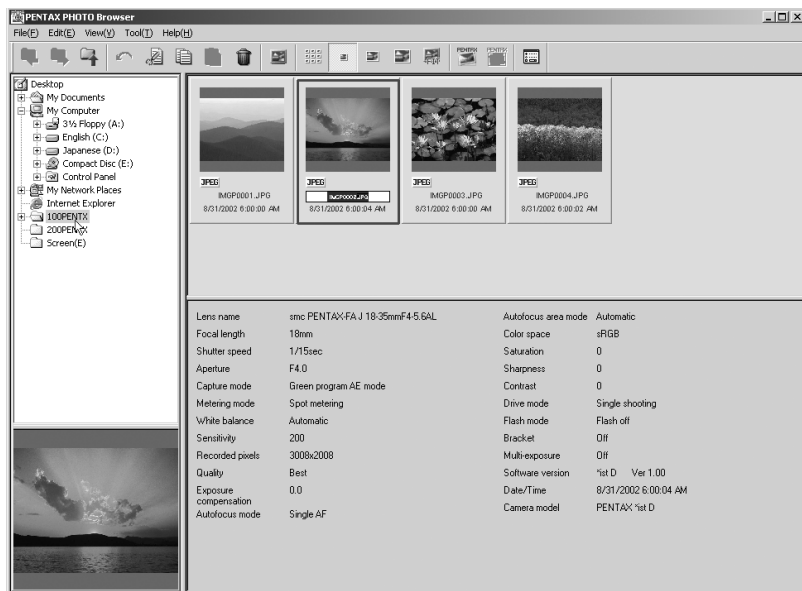 PENTAX PHOTO Browser
File(F) Edit(E) View(V) Tool(T) Help(H)
PENTAX PENTAX
Desktop
My Documents
My Computer
3½ Floppy (A:)
English (C:)
Japanese (D:)
Compact Disc (E:)
Control Panel
My Network Places
Internet Explorer
100PENTX
200PENTX
Screen(E)
JPEG JPEG JPEG JPEG
IMGP0001.JPG IMGP0002.JPG IMGP0003.JPG IMGP0004.JPG
8/31/2002 6:00:00 AM 8/31/2002 6:00:04 AM 8/31/2002 6:00:00 AM 8/31/2002 6:00:02 AM
Lens name smc PENTAX-FA J 18-35mmF4-5.6AL Autofocus area mode Automatic
Focal length 18mm Color space sRGB
Shutter speed 1/15sec Saturation 0
Aperture F4.0 Sharpness 0
Capture mode Green program AE mode Contrast 0
Metering mode Spot metering Drive mode Single shooting
White balance Automatic Flash mode Flash off
Sensitivity 200 Bracket Off
Recorded pixels 3008x2008 Multi-exposure Off
Quality Best Software version *ist D Ver 1.00
Exposure compensation 0.0 Date/Time 8/31/2002 6:00:04 AM
Autofocus mode Single AF Camera model PENTAX *ist D